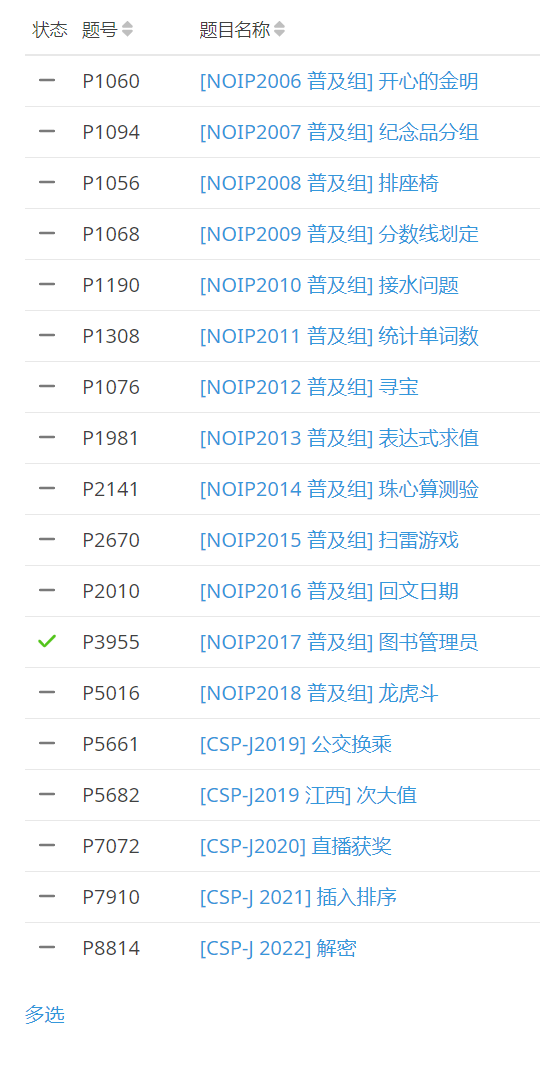 状态 题号 题目名称
P1060 [NOIP2006 普及组] 开心的金明
P1094 [NOIP2007 普及组] 纪念品分组
P1056 [NOIP2008 普及组] 排座椅
P1068 [NOIP2009 普及组] 分数线划定
P1190 [NOIP2010 普及组] 接水问题
P1308 [NOIP2011 普及组] 统计单词数
P1076 [NOIP2012 普及组] 寻宝
P1981 [NOIP2013 普及组] 表达式求值
P2141 [NOIP2014 普及组] 珠心算测验
P2670 [NOIP2015 普及组] 扫雷游戏
P2010 [NOIP2016 普及组] 回文日期
P3955 [NOIP2017 普及组] 图书管理员
P5016 [NOIP2018 普及组] 龙虎斗
P5661 [CSP-J2019] 公交换乘
P5682 [CSP-J2019 江西] 次大值
P7072 [CSP-J2020] 直播获奖
P7910 [CSP-J 2021] 插入排序
P8814 [CSP-J 2022] 解密
多选